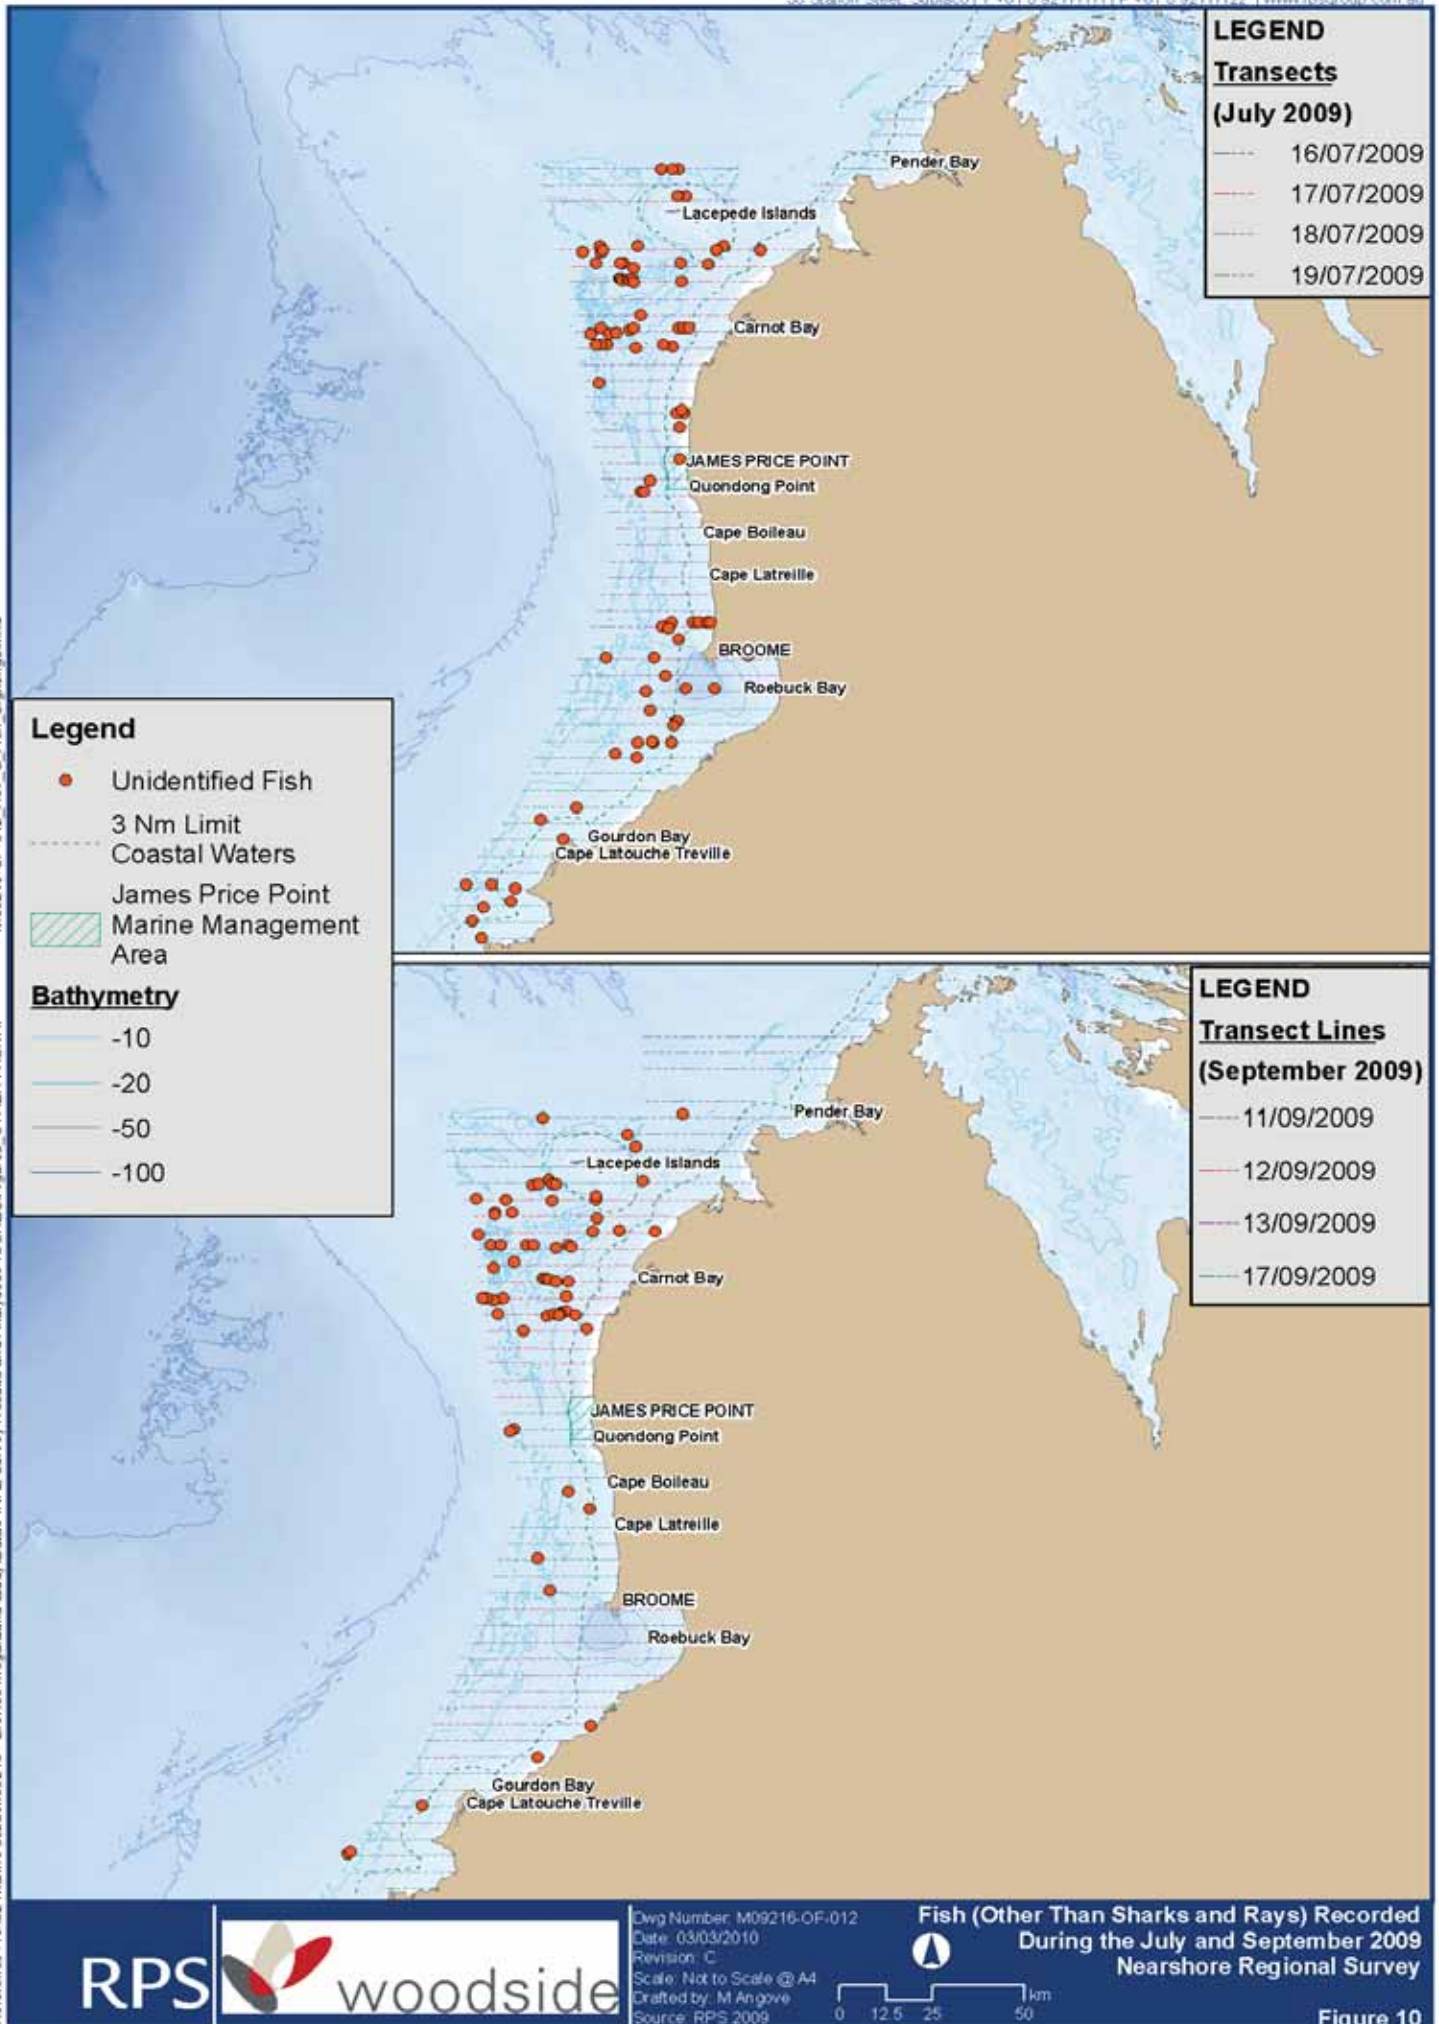 LEGEND
Transects
(July 2009)
16/07/2009
17/07/2009
18/07/2009
19/07/2009
Pender Bay
Lacepede Islands
Carnot Bay
JAMES PRICE POINT
Quondong Point
Cape Boileau
Cape Latreille
BROOME
Roebuck Bay
Gourdon Bay
Cape Latouche Treville
Legend
Unidentified Fish
3 Nm Limit
Coastal Waters
James Price Point
Marine Management
Area
Bathymetry
-10
-20
-50
-100
LEGEND
Transect Lines
(September 2009)
11/09/2009
12/09/2009
13/09/2009
17/09/2009
Pender Bay
Lacepede Islands
Carnot Bay
JAMES PRICE POINT
Quondong Point
Cape Boileau
Cape Latreille
BROOME
Roebuck Bay
Gourdon Bay
Cape Latouche Treville
RPS
woodside
Dwg Number: M09216-OF-012
Date: 03/03/2010
Revision: C
Scale: Not to Scale @ A4
Drafted by: M Angove
Source: RPS 2009
km
0 12.5 25 50
Fish (Other Than Sharks and Rays) Recorded
During the July and September 2009
Nearshore Regional Survey
Figure 10